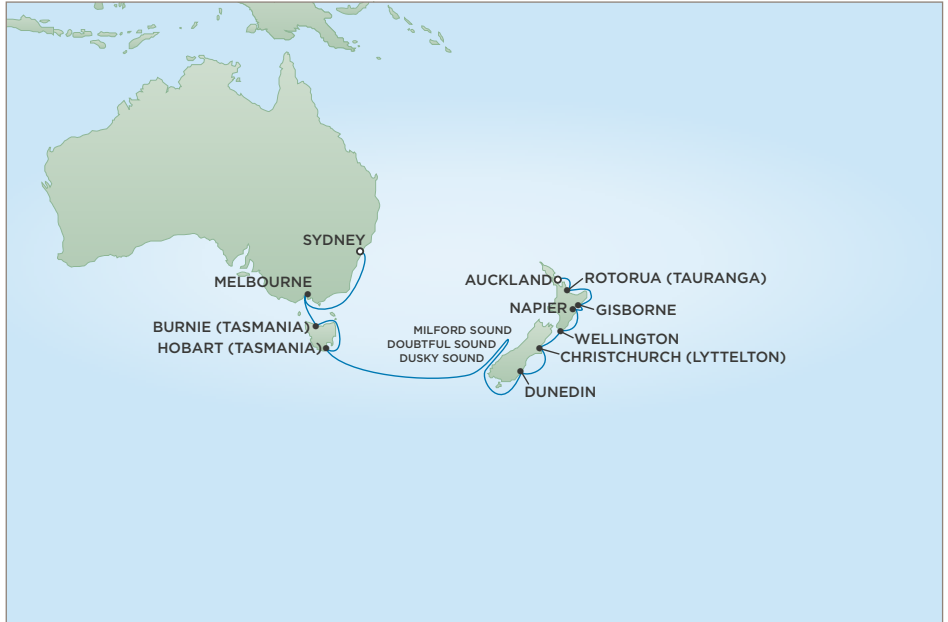 SYDNEY
MELBOURNE
BURNIE (TASMANIA)
HOBART (TASMANIA)
MILFORD SOUND
DOUBTFUL SOUND
DUSKY SOUND
AUCKLAND
ROTORUA (TAURANGA)
NAPIER
GISBORNE
WELLINGTON
CHRISTCHURCH (LYTTELTON)
DUNEDIN